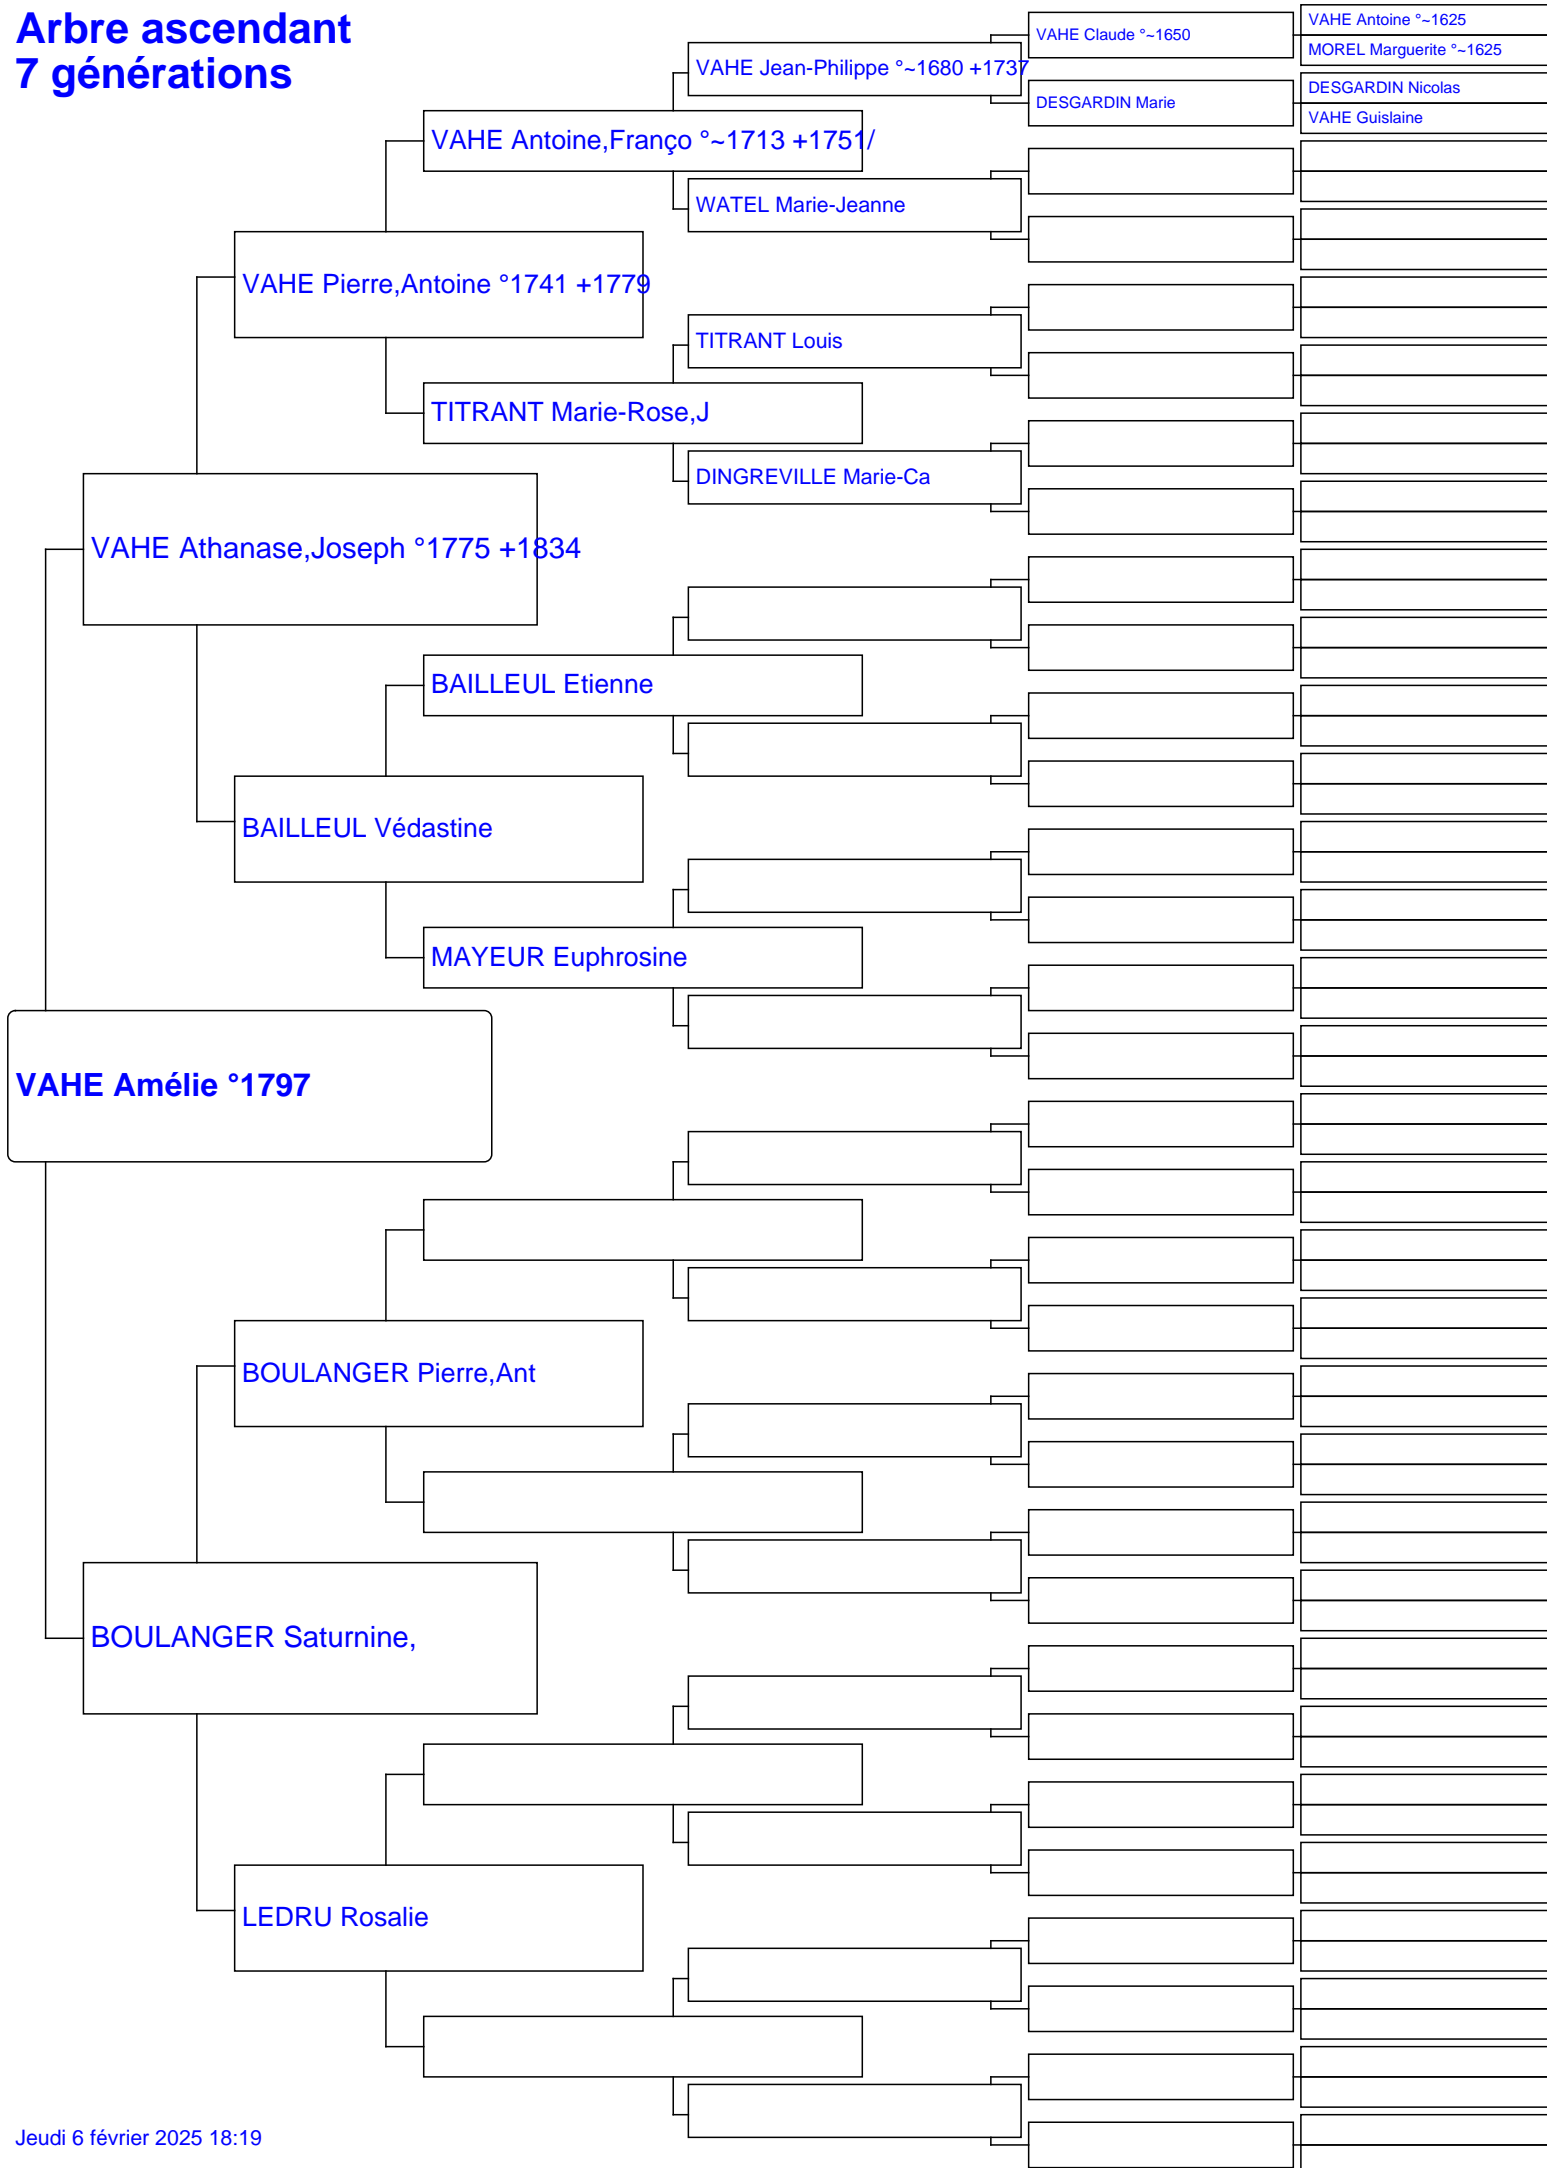 Arbre ascendant
7 générations
VAHE Antoine °~1625
VAHE Claude °~1650
MOREL Marguerite °~1625
VAHE Jean-Philippe °~1680 +1737
DESGARDIN Nicolas
DESGARDIN Marie
VAHE Guislaine
VAHE Antoine,Franço °~1713 +1751/
WATEL Marie-Jeanne
VAHE Pierre,Antoine °1741 +1779
TITRANT Louis
TITRANT Marie-Rose,J
DINGREVILLE Marie-Ca
VAHE Athanase,Joseph °1775 +1834
BAILLEUL Etienne
BAILLEUL Védastine
MAYEUR Euphrosine
VAHE Amélie °1797
BOULANGER Pierre,Ant
BOULANGER Saturnine,
LEDRU Rosalie
Jeudi 6 février 2025 18:19